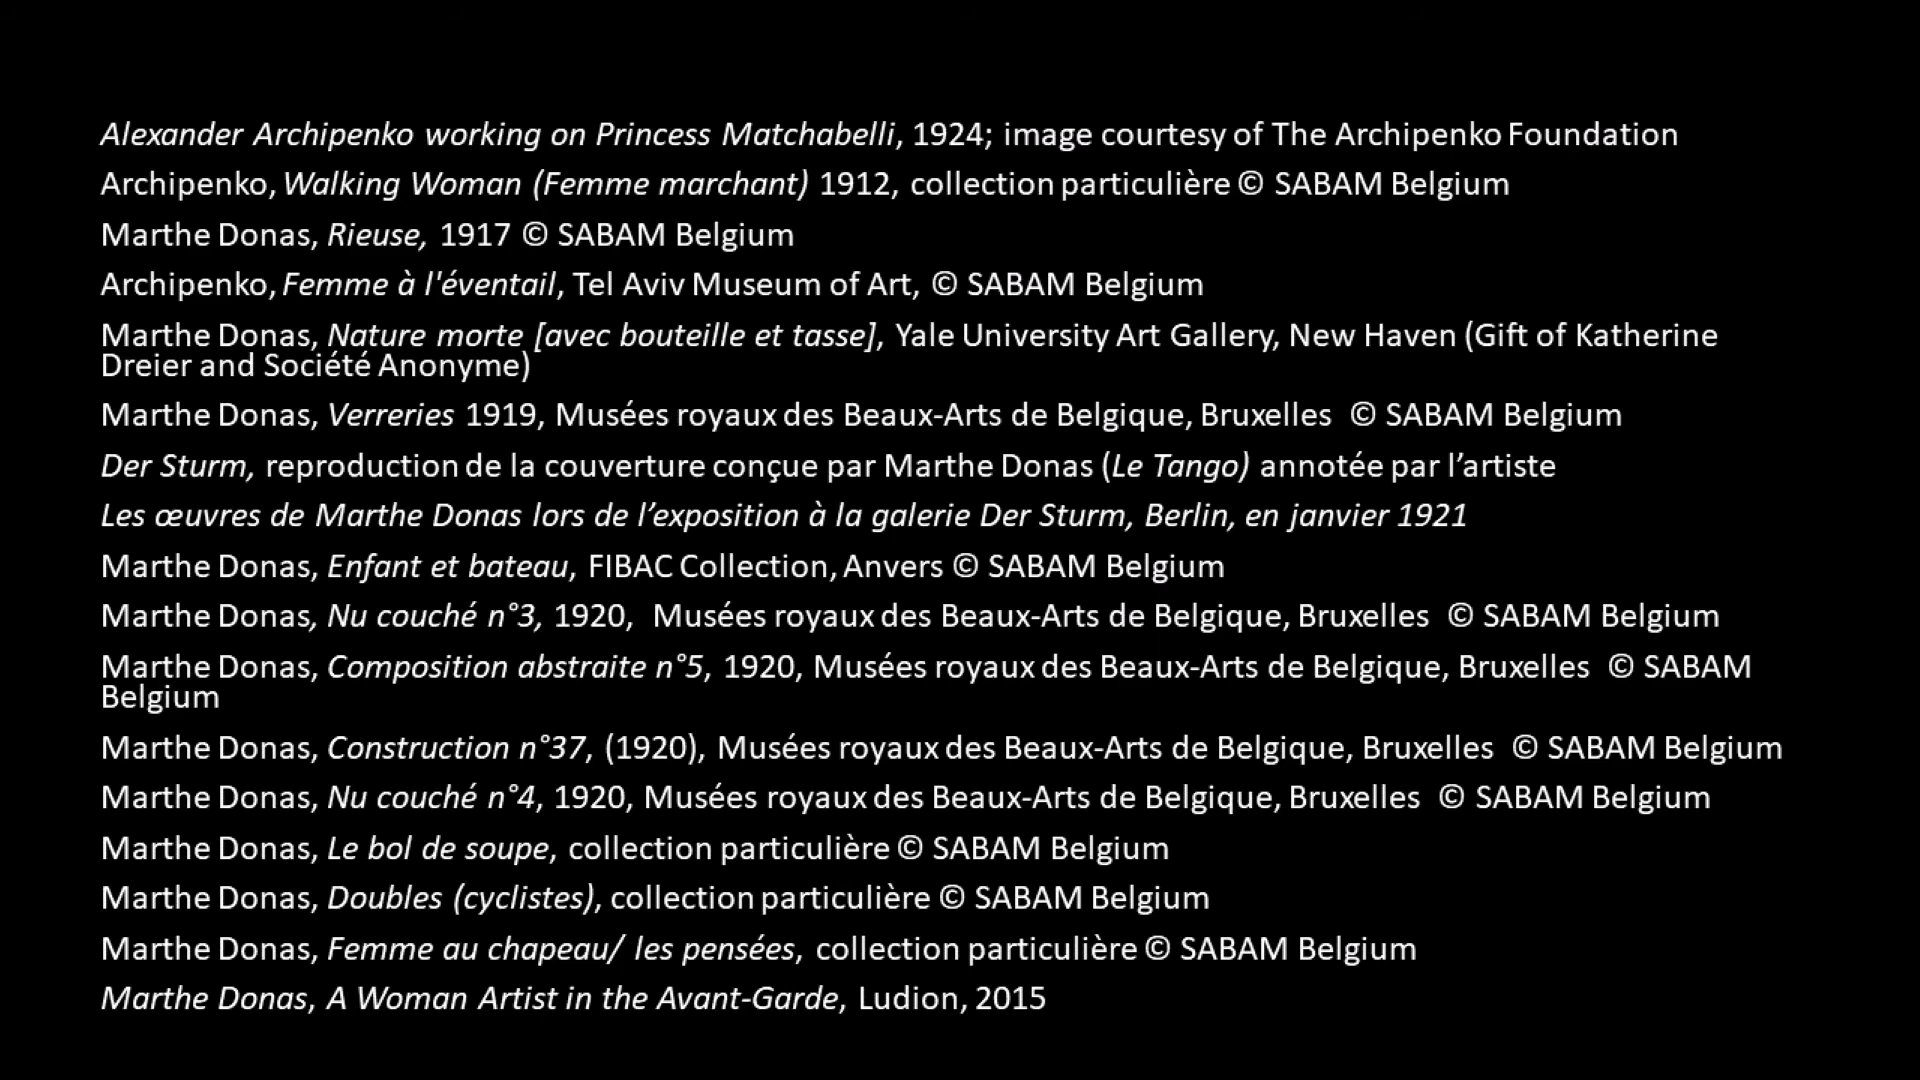 Alexander Archipenko working on Princess Matchabelli, 1924; image courtesy of The Archipenko Foundation
Archipenko, Walking Woman (Femme marchant) 1912, collection particulière © SABAM Belgium
Marthe Donas, Rieuse, 1917 © SABAM Belgium
Archipenko, Femme à l'éventail, Tel Aviv Museum of Art, © SABAM Belgium
Marthe Donas, Nature morte [avec bouteille et tasse], Yale University Art Gallery, New Haven (Gift of Katherine
Dreier and Société Anonyme)
Marthe Donas, Verreries 1919, Musées royaux des Beaux-Arts de Belgique, Bruxelles © SABAM Belgium
Der Sturm, reproduction de la couverture conçue par Marthe Donas (Le Tango) annotée par l’artiste
Les œuvres de Marthe Donas lors de l’exposition à la galerie Der Sturm, Berlin, en janvier 1921
Marthe Donas, Enfant et bateau, FIBAC Collection, Anvers © SABAM Belgium
Marthe Donas, Nu couché n°3, 1920, Musées royaux des Beaux-Arts de Belgique, Bruxelles © SABAM Belgium
Marthe Donas, Composition abstraite n°5, 1920, Musées royaux des Beaux-Arts de Belgique, Bruxelles © SABAM
Belgium
Marthe Donas, Construction n°37, (1920), Musées royaux des Beaux-Arts de Belgique, Bruxelles © SABAM Belgium
Marthe Donas, Nu couché n°4, 1920, Musées royaux des Beaux-Arts de Belgique, Bruxelles © SABAM Belgium
Marthe Donas, Le bol de soupe, collection particulière © SABAM Belgium
Marthe Donas, Doubles (cyclistes), collection particulière © SABAM Belgium
Marthe Donas, Femme au chapeau/ les pensées, collection particulière © SABAM Belgium
Marthe Donas, A Woman Artist in the Avant-Garde, Ludion, 2015